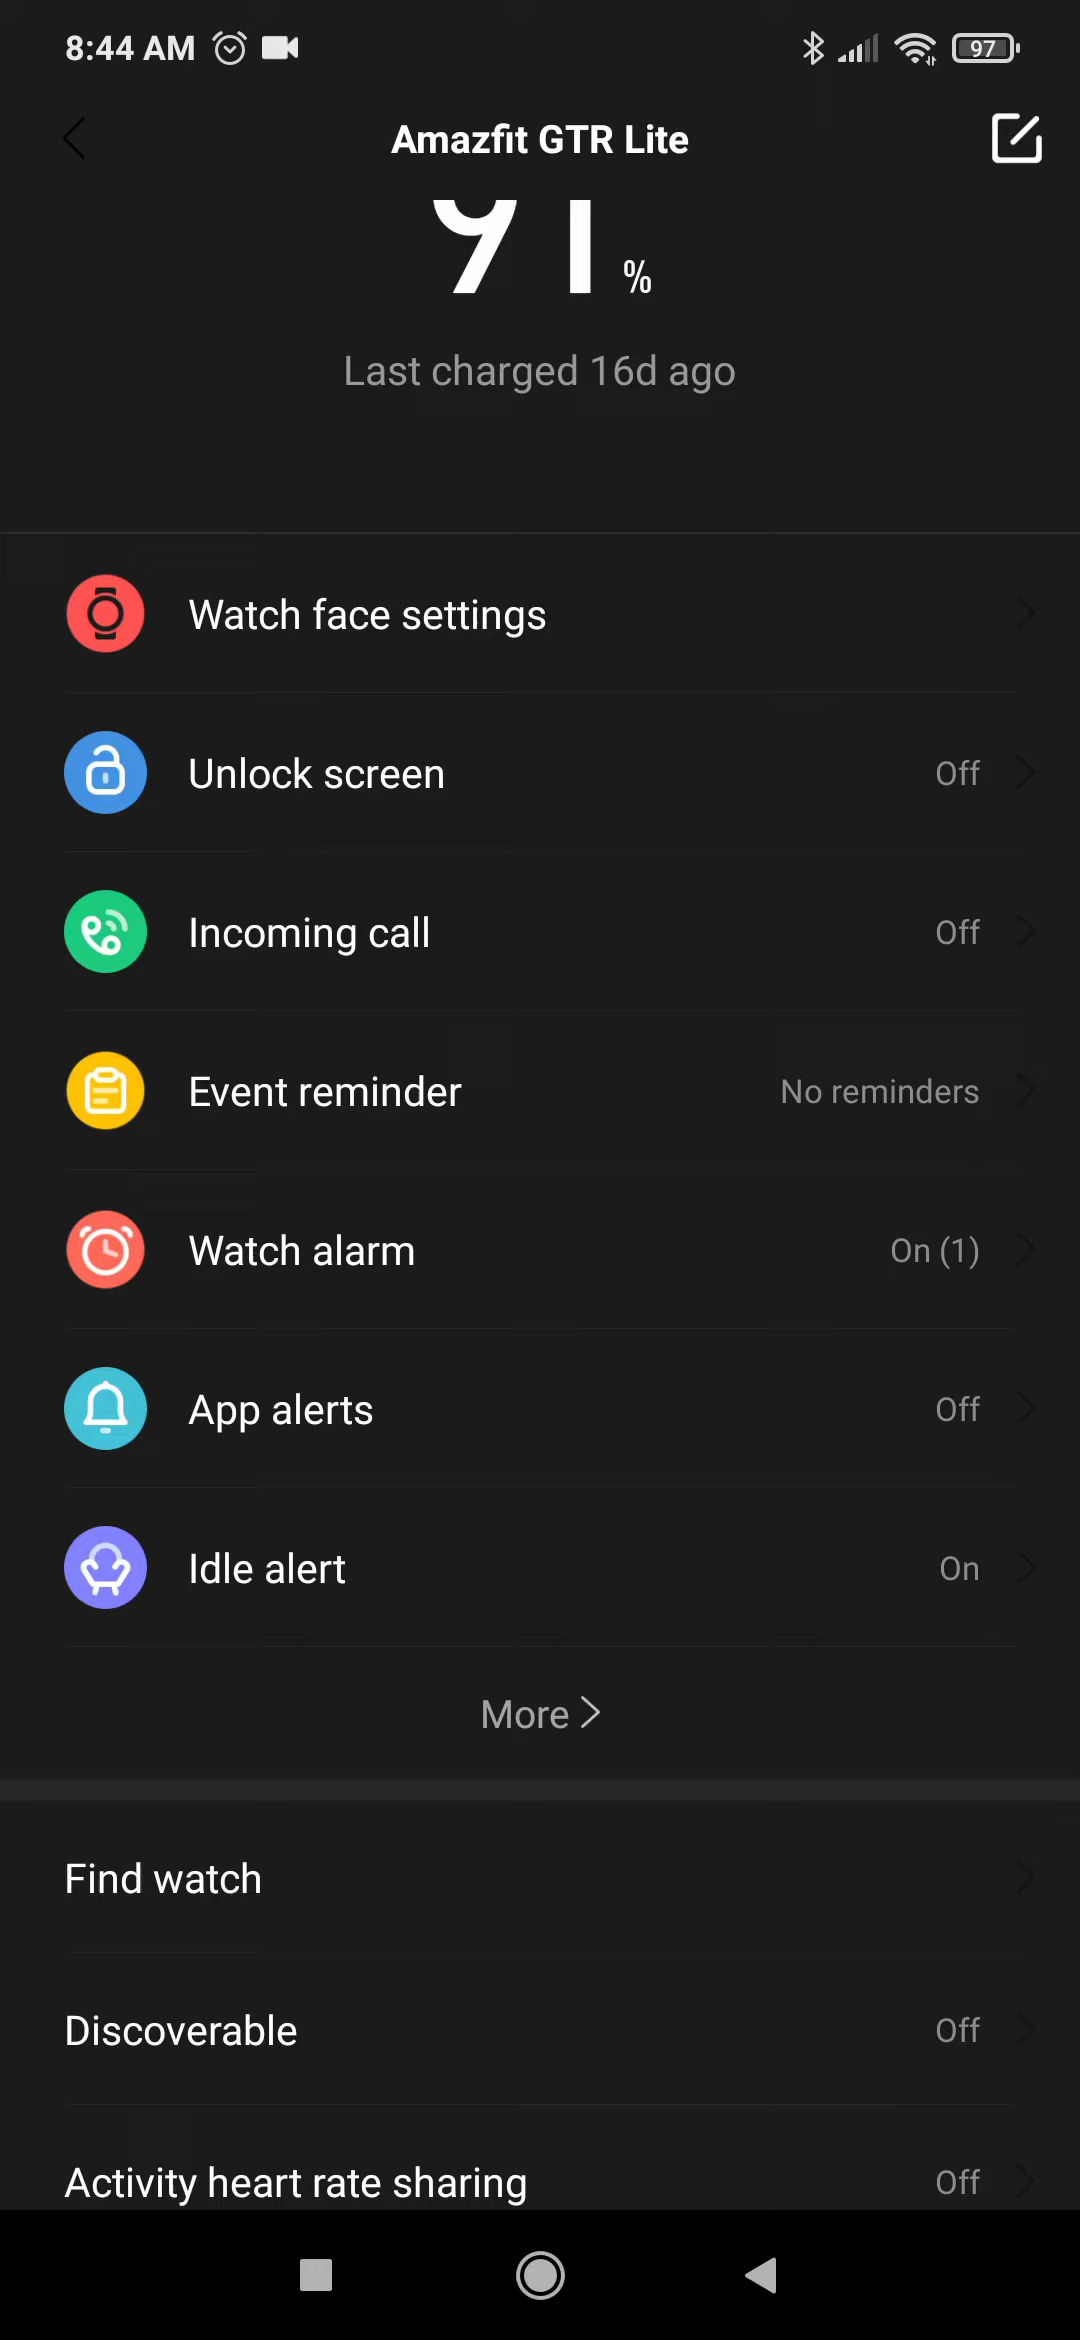 8:44 AM
97
Amazfit GTR Lite
91 %
Last charged 16d ago
Watch face settings
Unlock screen Off
Incoming call Off
Event reminder No reminders
Watch alarm On (1)
App alerts Off
Idle alert On
More
Find watch
Discoverable Off
Activity heart rate sharing Off